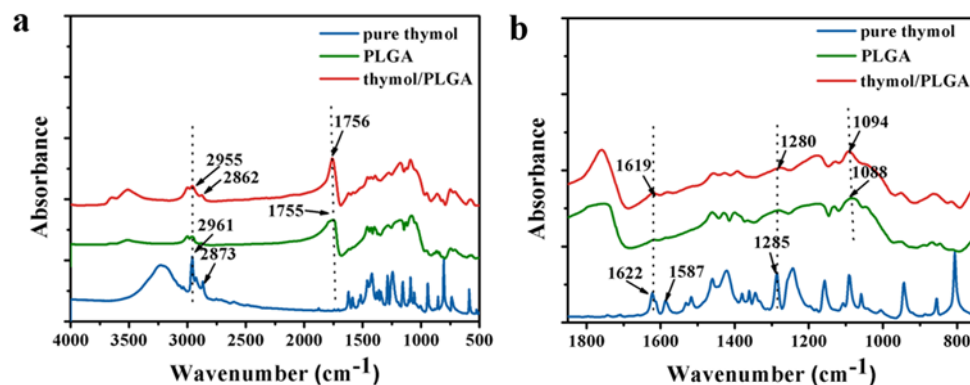 a
pure thymol
PLGA
thymol/PLGA
1756
2955
2862
1755
2961
2873
Absorbance
4000 3500 3000 2500 2000 1500 1000 500
Wavenumber (cm-1)
b
pure thymol
PLGA
thymol/PLGA
1094
1280
1619
1088
1285
1622
1587
Absorbance
1800 1600 1400 1200 1000 800
Wavenumber (cm-1)